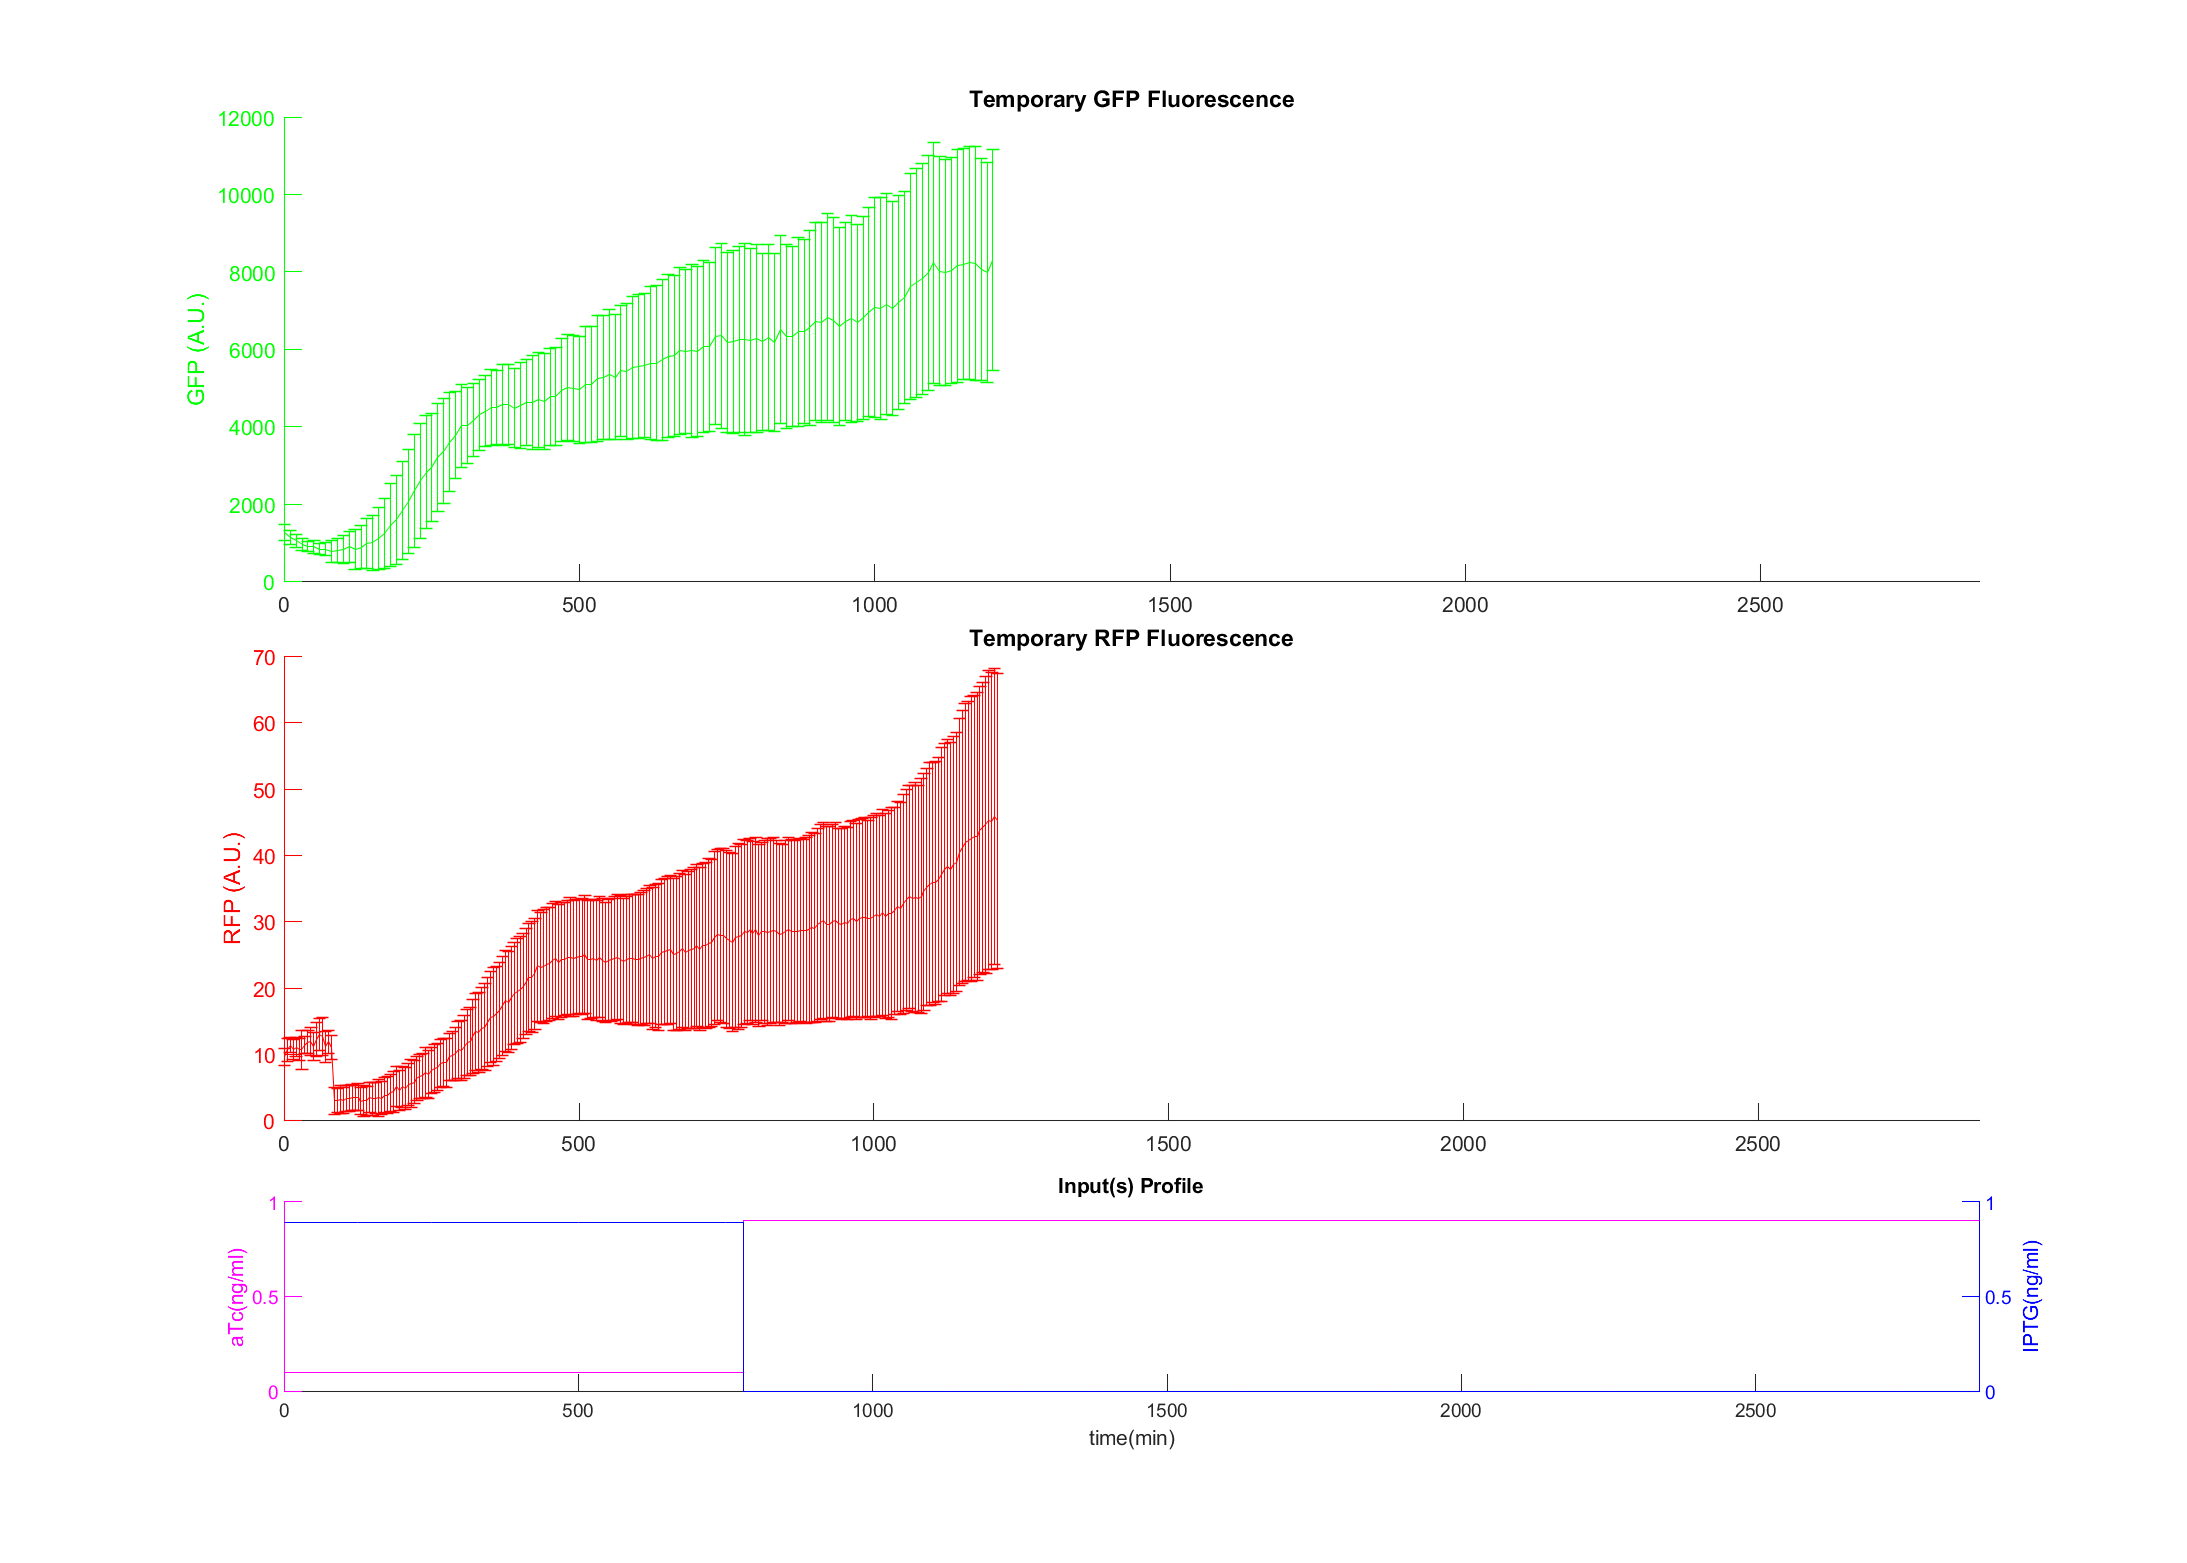 Temporary GFP Fluorescence
12000
10000
8000
6000
4000
2000
0
GFP (A.U.)
0 500 1000 1500 2000 2500
Temporary RFP Fluorescence
70
60
50
40
30
20
10
0
RFP (A.U.)
0 500 1000 1500 2000 2500
Input(s) Profile
1
0.5
0
aTc(ng/ml)
1
0.5
0
IPTG(ng/ml)
0 500 1000 1500 2000 2500
time(min)